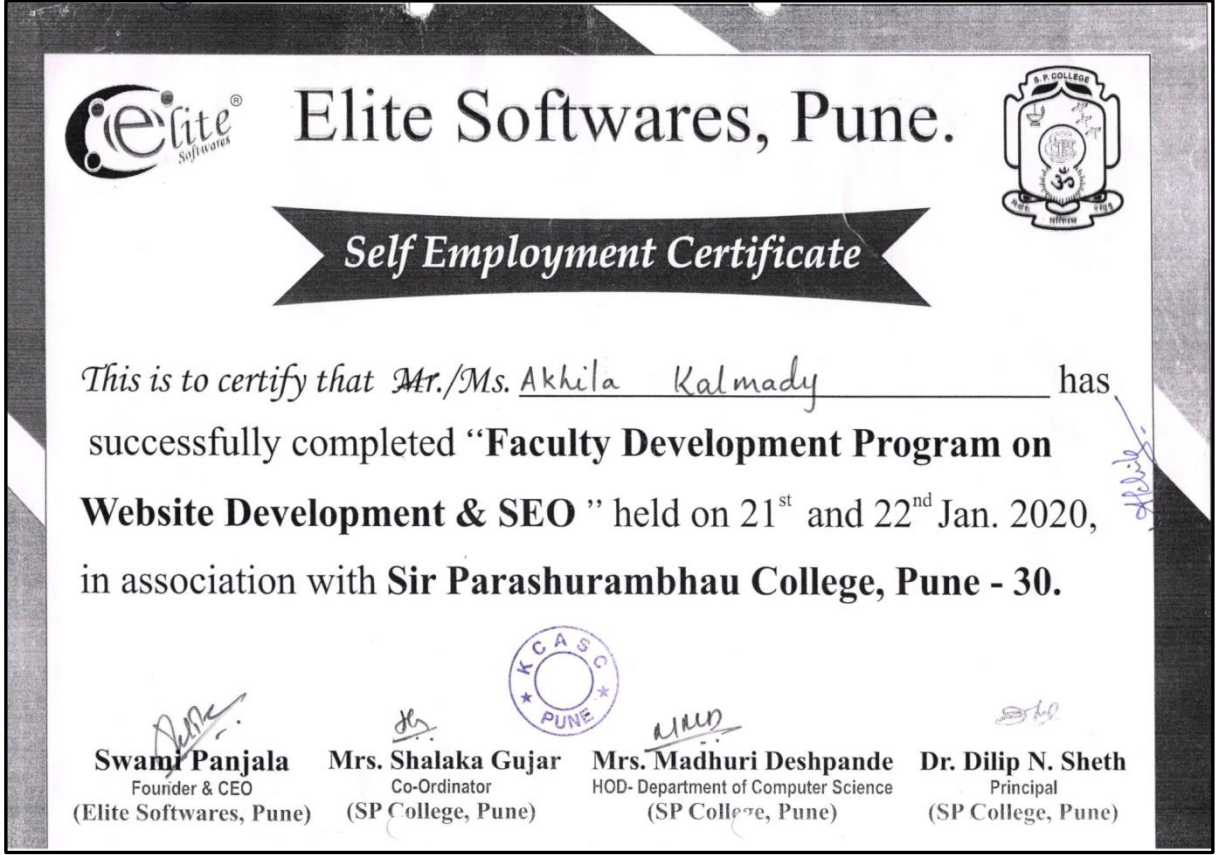 elite®
Softwares
Elite Softwares, Pune.
S. P. COLLEGE
Self Employment Certificate
This is to certify that Mr./Ms. Akhila Kalmady has
successfully completed “Faculty Development Program on
Website Development & SEO ” held on 21st and 22nd Jan. 2020,
in association with Sir Parashurambhau College, Pune - 30.
KCASC
PUNE
Swami Panjala
Founder & CEO
(Elite Softwares, Pune)
Mrs. Shalaka Gujar
Co-Ordinator
(SP College, Pune)
Mrs. Madhuri Deshpande
HOD- Department of Computer Science
(SP College, Pune)
Dr. Dilip N. Sheth
Principal
(SP College, Pune)